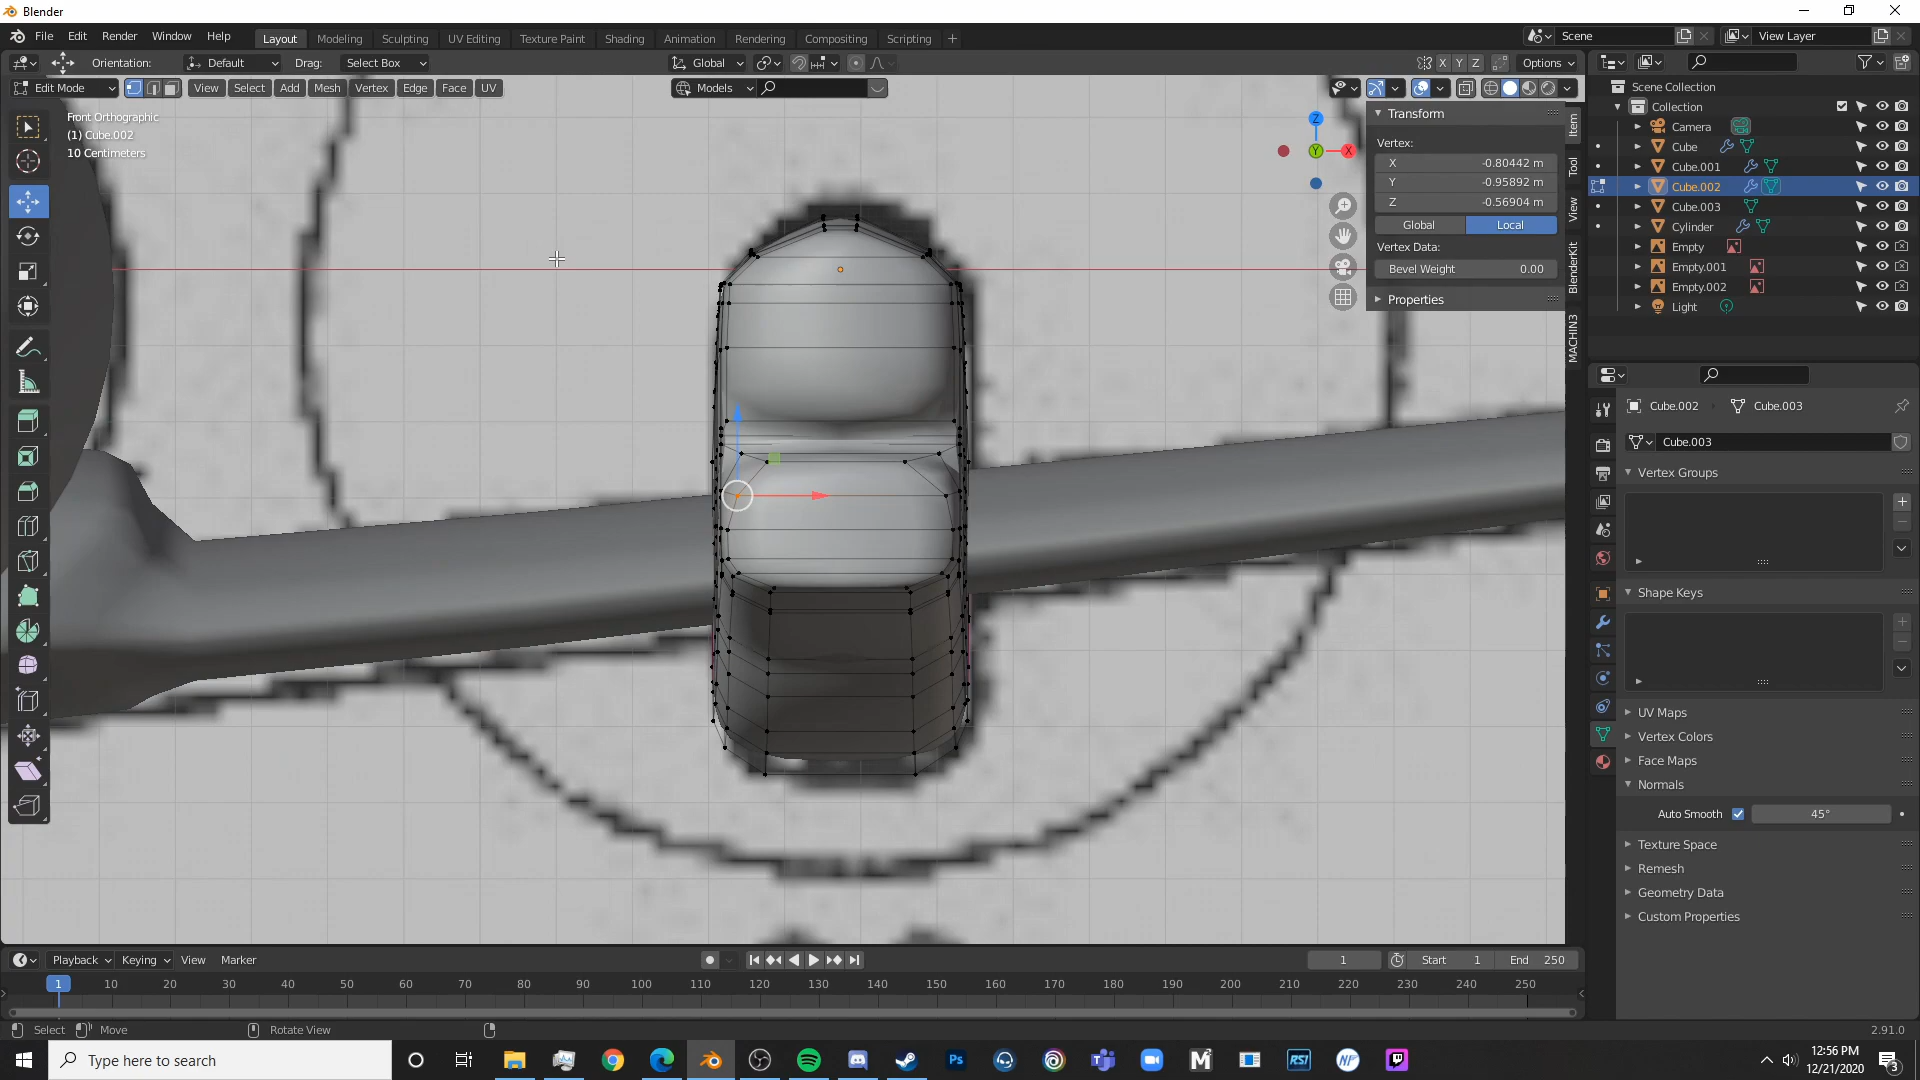 Blender
File Edit Render Window Help Layout Modeling Sculpting UV Editing Texture Paint Shading Animation Rendering Compositing Scripting + Scene View Layer
Orientation: Default Drag: Select Box Global X Y Z Options
Edit Mode View Select Add Mesh Vertex Edge Face UV Models
Front Orthographic
(1) Cube.002
10 Centimeters
Z
Y
X
Transform
Vertex:
X -0.80442 m
Y -0.95892 m
Z -0.56904 m
Global Local
Vertex Data:
Bevel Weight 0.00
Properties
Item
Tool
View
BlenderKit
MACHIN3
Scene Collection
Collection
Camera
Cube
Cube.001
Cube.002
Cube.003
Cylinder
Empty
Empty.001
Empty.002
Light
Cube.002 Cube.003
Cube.003
Vertex Groups
Shape Keys
UV Maps
Vertex Colors
Face Maps
Normals
Auto Smooth 45°
Texture Space
Remesh
Geometry Data
Custom Properties
Playback Keying View Marker 1 Start 1 End 250
1 10 20 30 40 50 60 70 80 90 100 110 120 130 140 150 160 170 180 190 200 210 220 230 240 250
Select Move Rotate View 2.91.0
Type here to search
Ps
RSI
NF
12:56 PM
12/21/2020
3